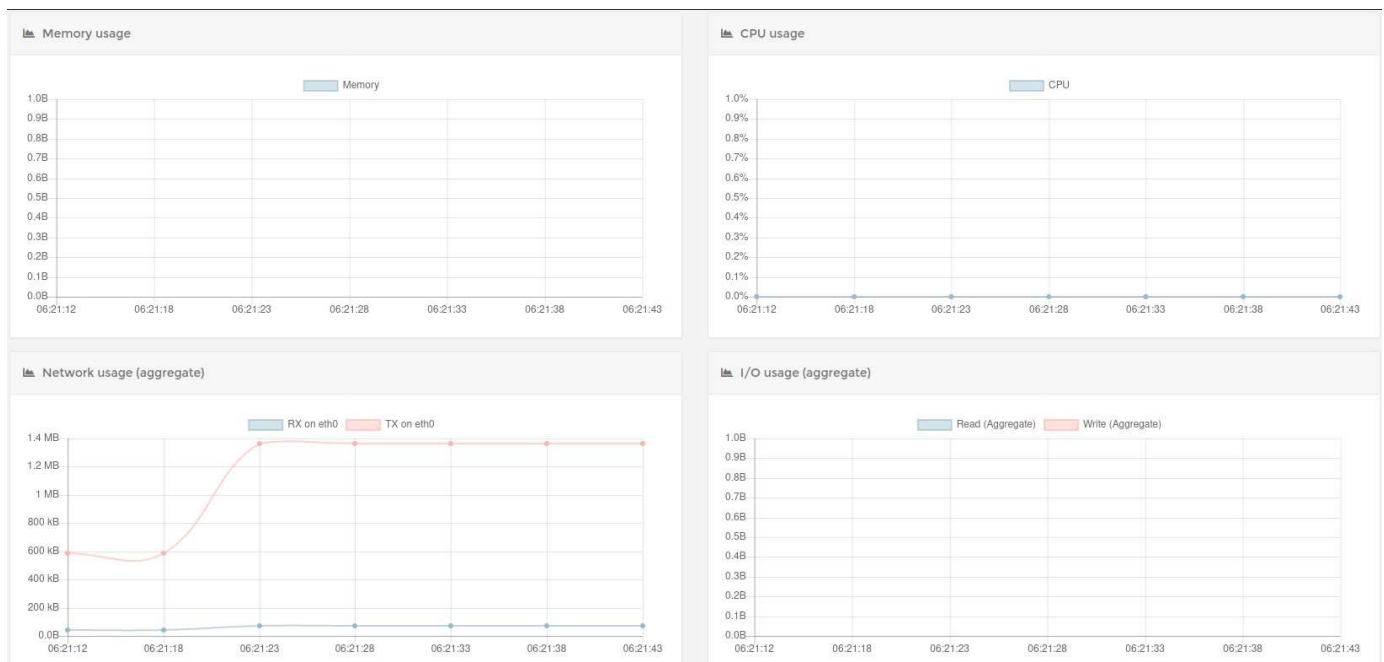 Memory usage
Memory
1.0B
0.9B
0.8B
0.7B
0.6B
0.5B
0.4B
0.3B
0.2B
0.1B
0.0B
06:21:12 06:21:18 06:21:23 06:21:28 06:21:33 06:21:38 06:21:43
CPU usage
CPU
1.0%
0.9%
0.8%
0.7%
0.6%
0.5%
0.4%
0.3%
0.2%
0.1%
0.0%
06:21:12 06:21:18 06:21:23 06:21:28 06:21:33 06:21:38 06:21:43
Network usage (aggregate)
RX on eth0 TX on eth0
1.4 MB
1.2 MB
1 MB
800 kB
600 kB
400 kB
200 kB
0.0B
06:21:12 06:21:18 06:21:23 06:21:28 06:21:33 06:21:38 06:21:43
I/O usage (aggregate)
Read (Aggregate) Write (Aggregate)
1.0B
0.9B
0.8B
0.7B
0.6B
0.5B
0.4B
0.3B
0.2B
0.1B
0.0B
06:21:12 06:21:18 06:21:23 06:21:28 06:21:33 06:21:38 06:21:43